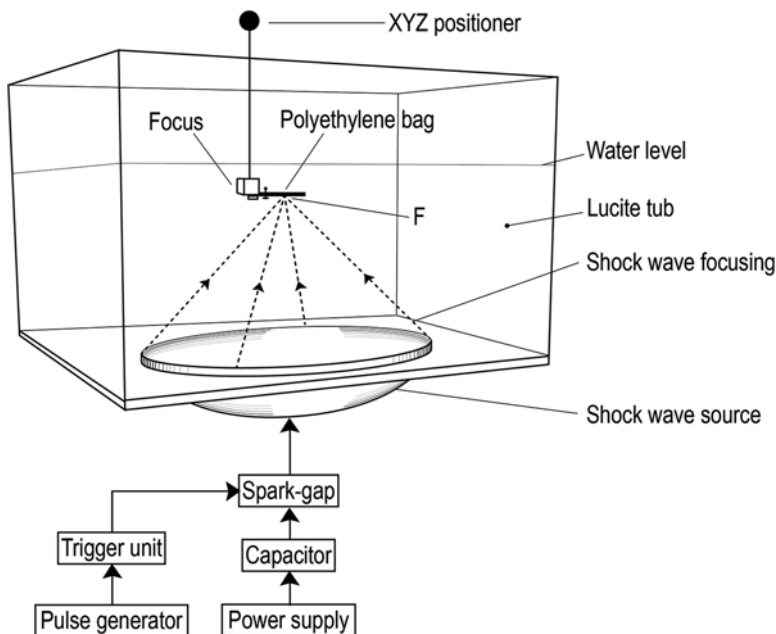 XYZ positioner
Focus
Polyethylene bag
Water level
F
Lucite tub
Shock wave focusing
Shock wave source
Spark-gap
Trigger unit
Capacitor
Pulse generator
Power supply